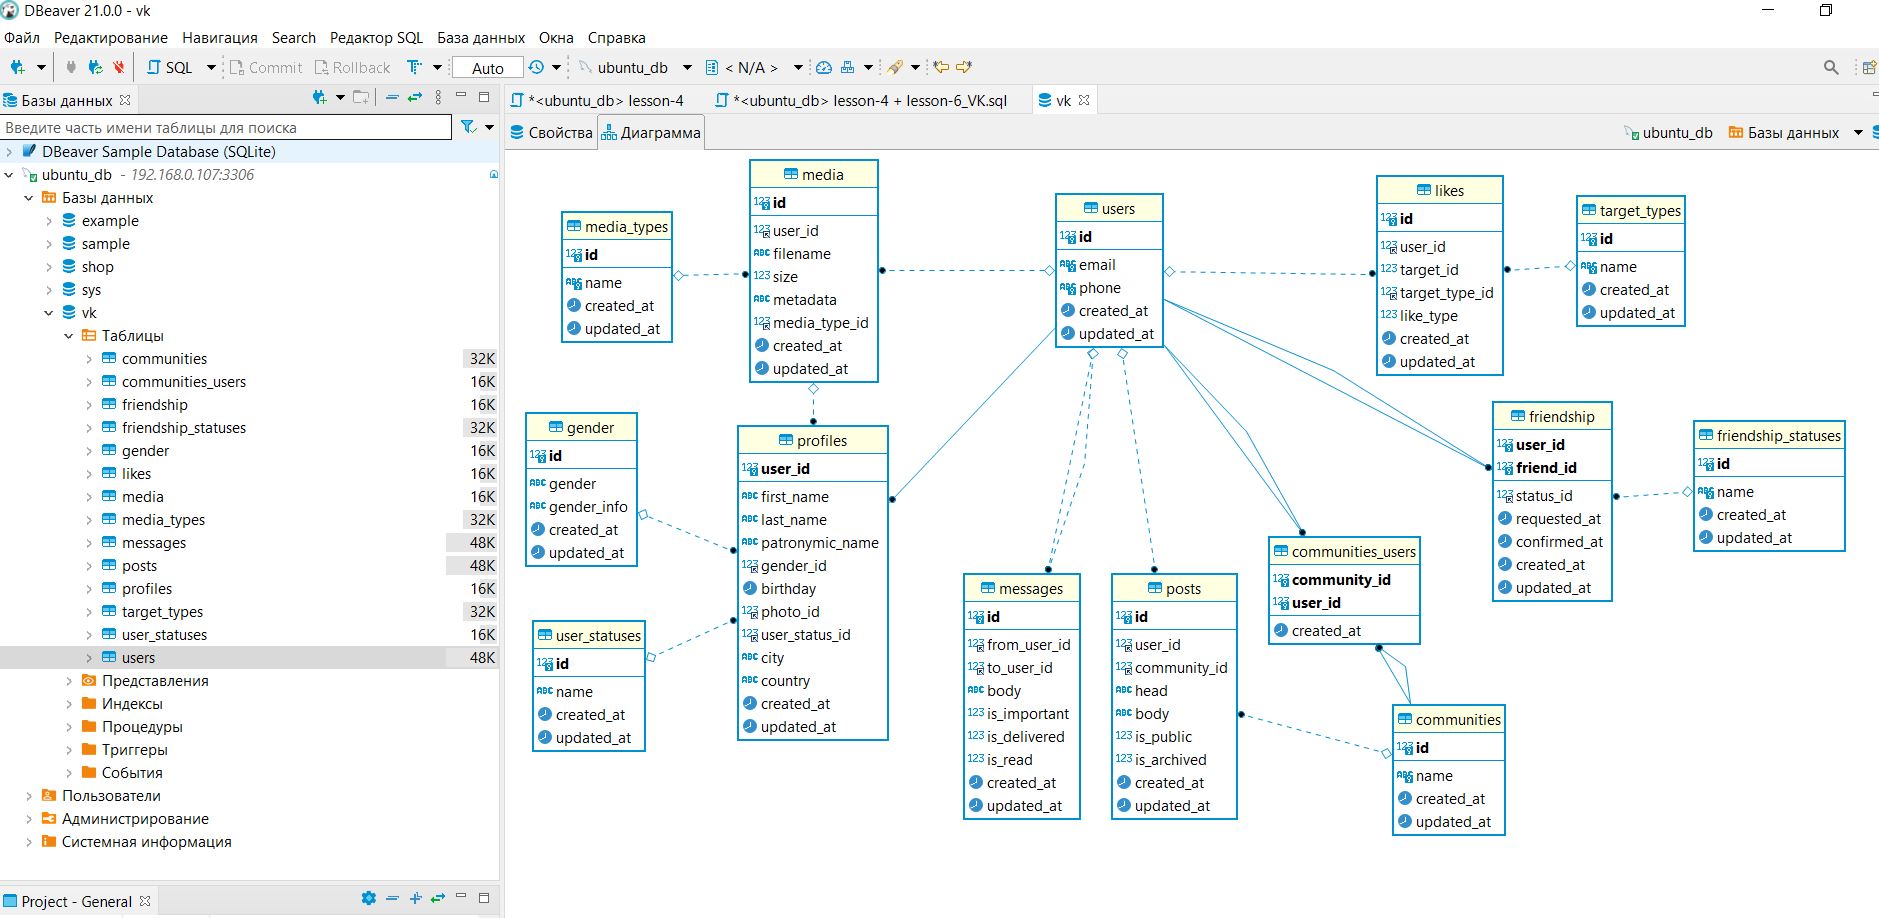 DBeaver 21.0.0 - vk
Файл Редактирование Навигация Search Редактор SQL База данных Окна Справка
SQL Commit Rollback Auto ubuntu_db < N/A >
Базы данных
Введите часть имени таблицы для поиска
DBeaver Sample Database (SQLite)
ubuntu_db - 192.168.0.107:3306
Базы данных
example
sample
shop
sys
vk
Таблицы
communities 32K
communities_users 16K
friendship 16K
friendship_statuses 32K
gender 16K
likes 16K
media 16K
media_types 32K
messages 48K
posts 48K
profiles 16K
target_types 32K
user_statuses 16K
users 48K
Представления
Индексы
Процедуры
Триггеры
События
Пользователи
Администрирование
Системная информация
Project - General
*<ubuntu_db> lesson-4 *<ubuntu_db> lesson-4 + lesson-6_VK.sql vk
Свойства Диаграмма ubuntu_db Базы данных
media_types
id
name
created_at
updated_at
media
id
user_id
filename
size
metadata
media_type_id
created_at
updated_at
users
id
email
phone
created_at
updated_at
likes
id
user_id
target_id
target_type_id
like_type
created_at
updated_at
target_types
id
name
created_at
updated_at
gender
id
gender
gender_info
created_at
updated_at
profiles
user_id
first_name
last_name
patronymic_name
gender_id
birthday
photo_id
user_status_id
city
country
created_at
updated_at
friendship
user_id
friend_id
status_id
requested_at
confirmed_at
created_at
updated_at
friendship_statuses
id
name
created_at
updated_at
user_statuses
id
name
created_at
updated_at
messages
id
from_user_id
to_user_id
body
is_important
is_delivered
is_read
created_at
updated_at
posts
id
user_id
community_id
head
body
is_public
is_archived
created_at
updated_at
communities_users
community_id
user_id
created_at
communities
id
name
created_at
updated_at